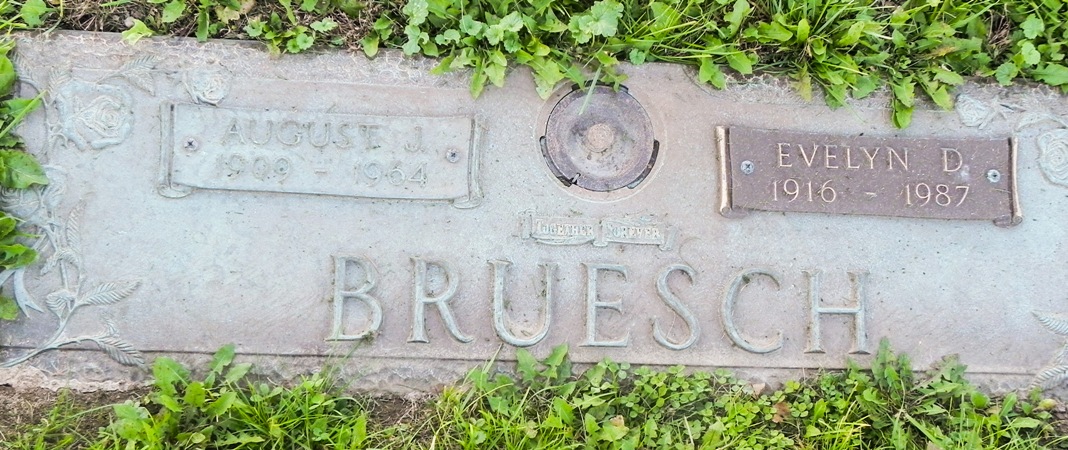 AUGUST J.
1909 - 1964
EVELYN D.
1916 - 1987
TOGETHER FOREVER
BRUESCH